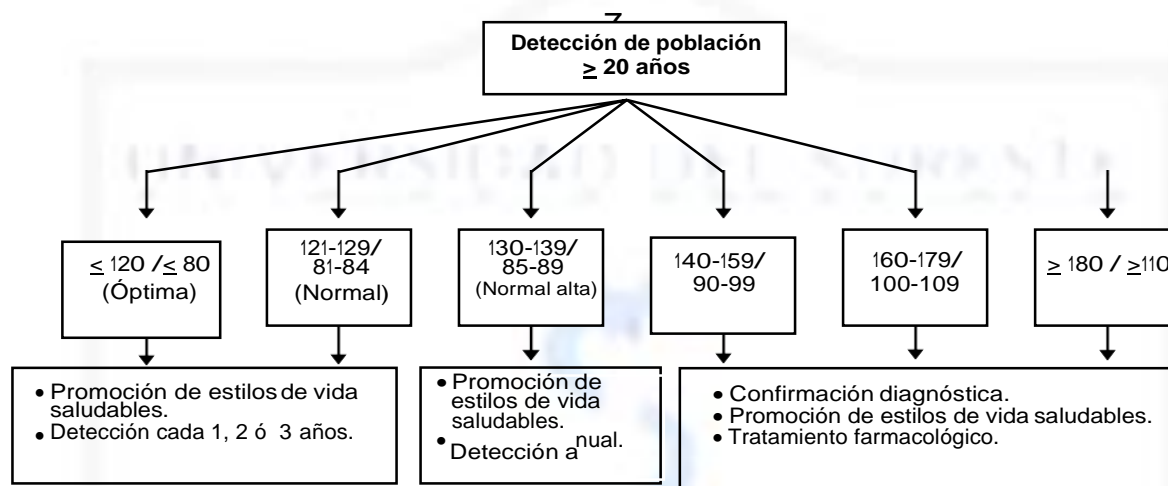 Detección de población
≥ 20 años
≤ 120 /≤ 80
(Óptima)
121-129/
81-84
(Normal)
130-139/
85-89
(Normal alta)
140-159/
90-99
160-179/
100-109
≥ 180 / ≥110
• Promoción de estilos de vida
saludables.
• Detección cada 1, 2 ó 3 años.
• Promoción de
estilos de vida
saludables.
• Detección anual.
• Confirmación diagnóstica.
• Promoción de estilos de vida saludables.
• Tratamiento farmacológico.